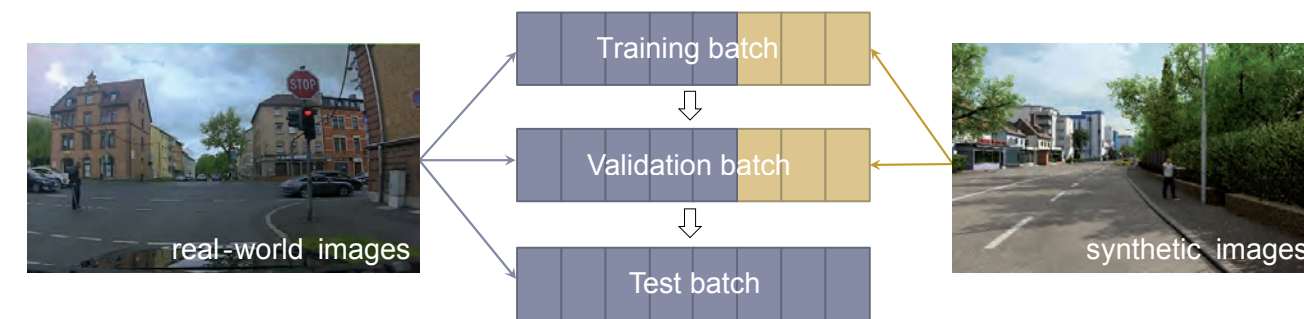 Training batch
STOP
real-world images
Validation batch
synthetic images
Test batch